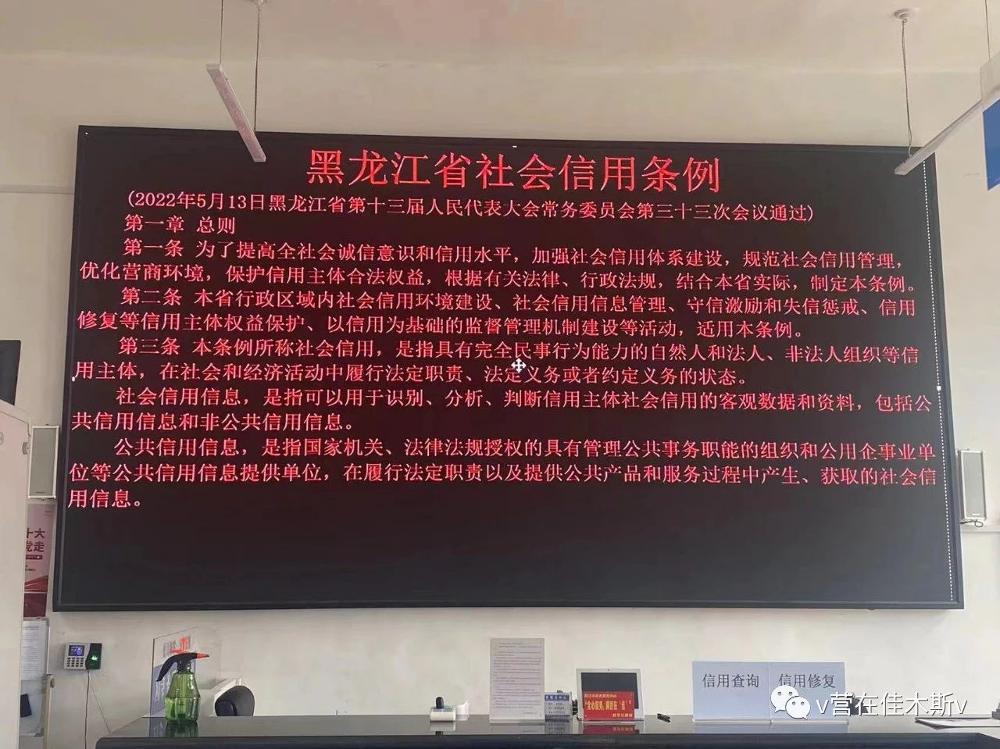 黑龙江省社会信用条例
(2022年5月13日黑龙江省第十三届人民代表大会常务委员会第三十三次会议通过)
第一章 总则
第一条 为了提高全社会诚信意识和信用水平，加强社会信用体系建设，规范社会信用管理，
优化营商环境，保护信用主体合法权益，根据有关法律、行政法规，结合本省实际，制定本条例。
第二条 本省行政区域内社会信用环境建设、社会信用信息管理、守信激励和失信惩戒、信用
修复等信用主体权益保护、以信用为基础的监督管理机制建设等活动，适用本条例。
第三条 本条例所称社会信用，是指具有完全民事行为能力的自然人和法人、非法人组织等信
用主体，在社会和经济活动中履行法定职责、法定义务或者约定义务的状态。
社会信用信息，是指可以用于识别、分析、判断信用主体社会信用的客观数据和资料，包括公
共信用信息和非公共信用信息。
公共信用信息，是指国家机关、法律法规授权的具有管理公共事务职能的组织和公用企事业单
位等公共信用信息提供单位，在履行法定职责以及提供公共产品和服务过程中产生、获取的社会信
用信息。
十大
党走
信用查询
信用修复
v营在佳木斯v